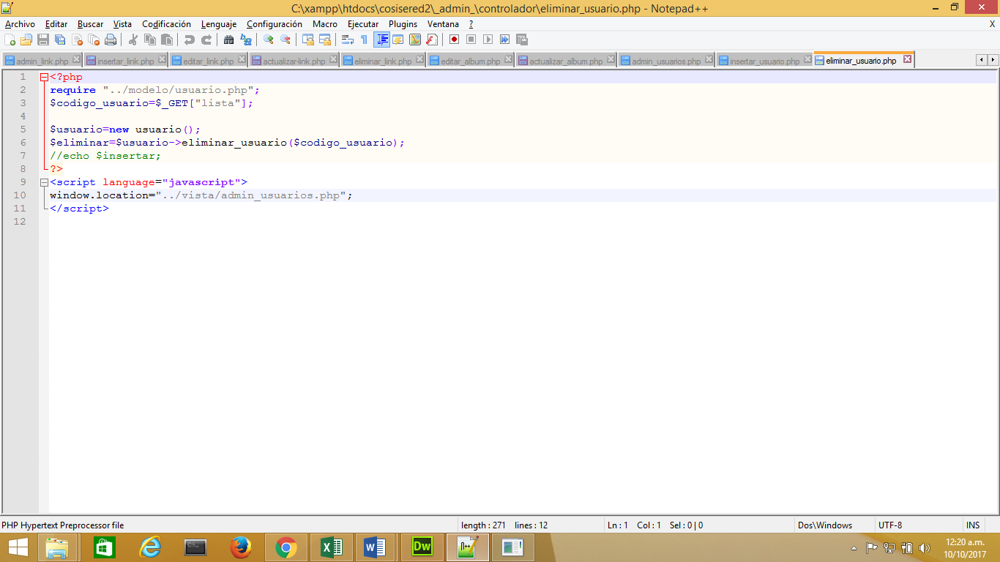 C:\xampp\htdocs\cosisered2\_admin_\controlador\eliminar_usuario.php - Notepad++
Archivo Editar Buscar Vista Codificación Lenguaje Configuración Macro Ejecutar Plugins Ventana ? X
admin_link.php insertar_link.php editar_link.php actualizar-link.php eliminar_link.php editar_album.php actualizar_album.php admin_usuarios.php insertar_usuario.php eliminar_usuario.php
1 <?php
2 require "../modelo/usuario.php";
3 $codigo_usuario=$_GET["lista"];
4
5 $usuario=new usuario();
6 $eliminar=$usuario->eliminar_usuario($codigo_usuario);
7 //echo $insertar;
8 ?>
9 <script language="javascript">
10 window.location="../vista/admin_usuarios.php";
11 </script>
12
PHP Hypertext Preprocessor file length : 271 lines : 12 Ln : 1 Col : 1 Sel : 0 | 0 Dos\Windows UTF-8 INS
12:20 a.m.
10/10/2017